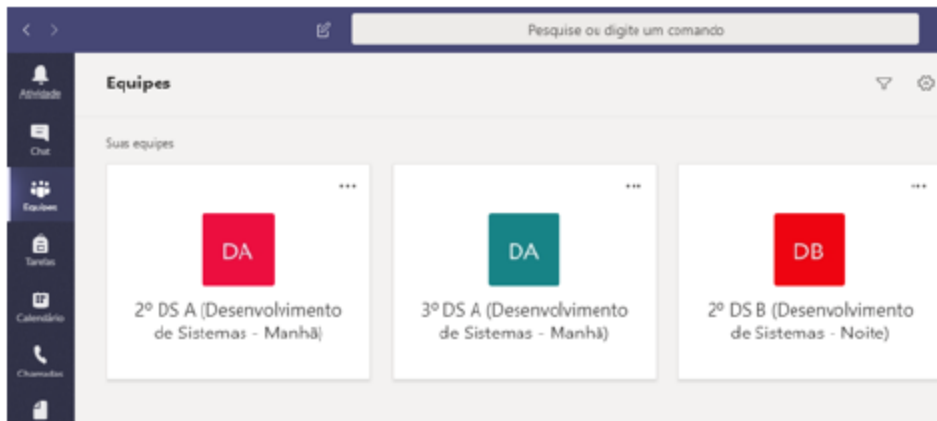 Pesquise ou digite um comando
Atividade
Equipes
Chat
Suas equipes
Equipes
DA
DA
DB
Tarefas
2º DS A (Desenvolvimento
de Sistemas - Manhã)
3º DS A (Desenvolvimento
de Sistemas - Manhã)
2º DS B (Desenvolvimento
de Sistemas - Noite)
Calendário
Chamadas